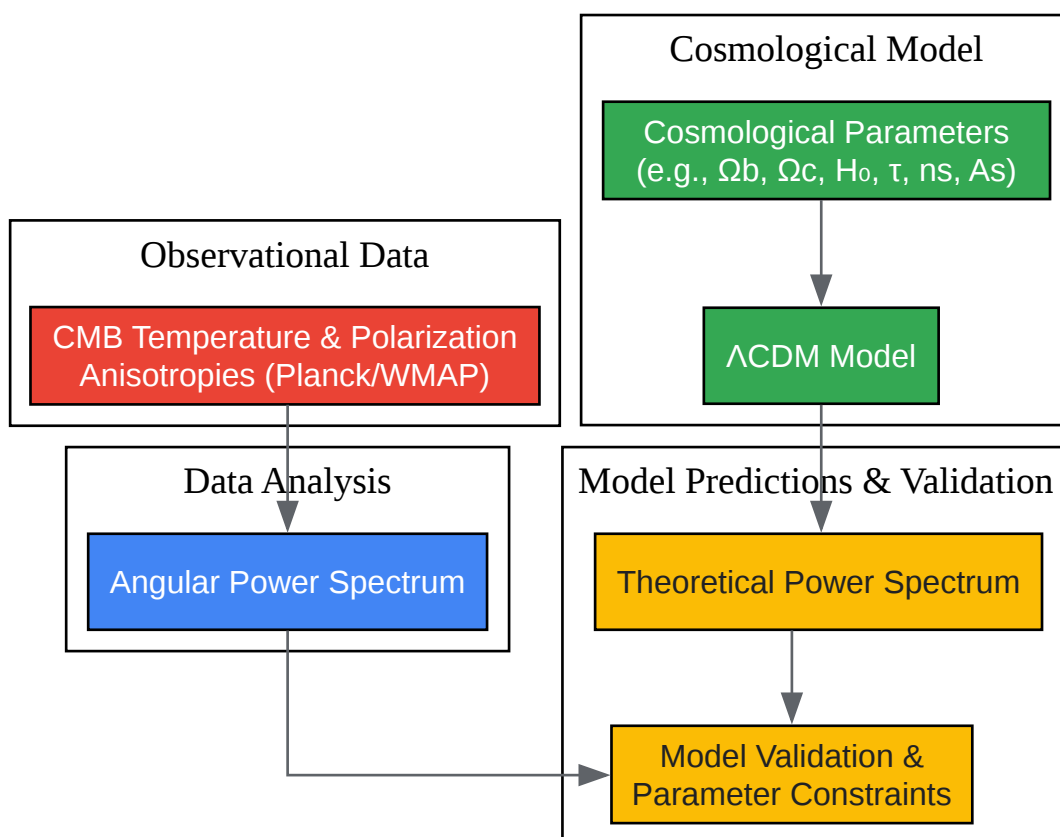 Cosmological Model
Cosmological Parameters
(e.g., Ωb, Ωc, H₀, τ, ns, As)
Observational Data
CMB Temperature & Polarization
Anisotropies (Planck/WMAP)
ΛCDM Model
Data Analysis
Model Predictions & Validation
Angular Power Spectrum
Theoretical Power Spectrum
Model Validation &
Parameter Constraints